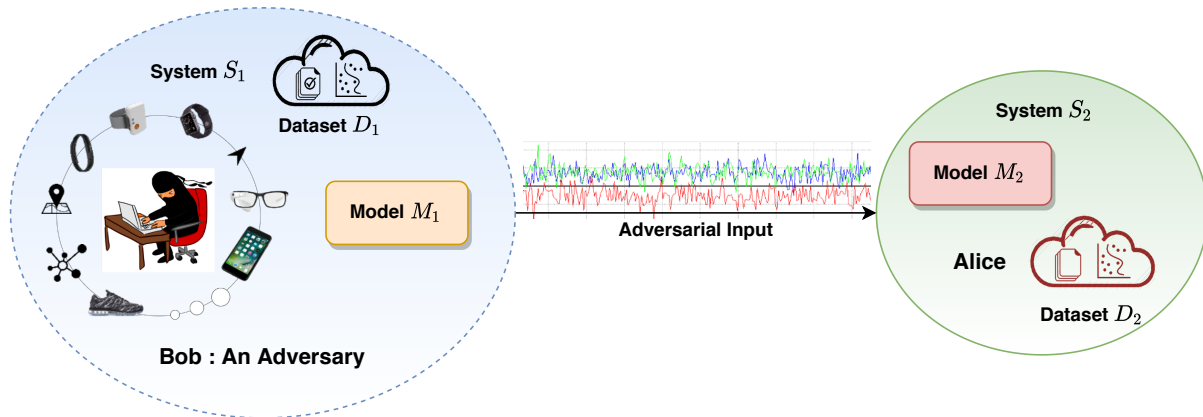 System S₁
Dataset D₁
Model M₁
Bob : An Adversary
Adversarial Input
System S₂
Model M₂
Alice
Dataset D₂